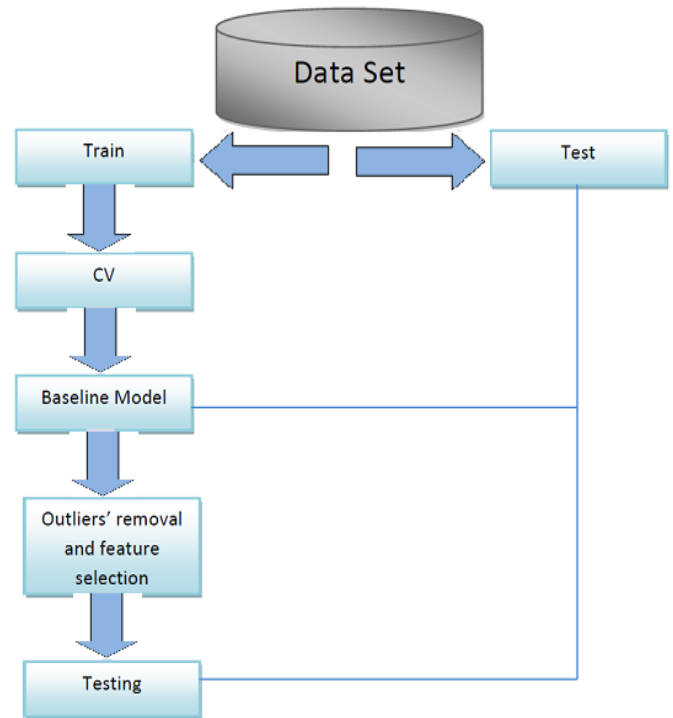 Data Set
Train
Test
CV
Baseline Model
Outliers’ removal
and feature
selection
Testing